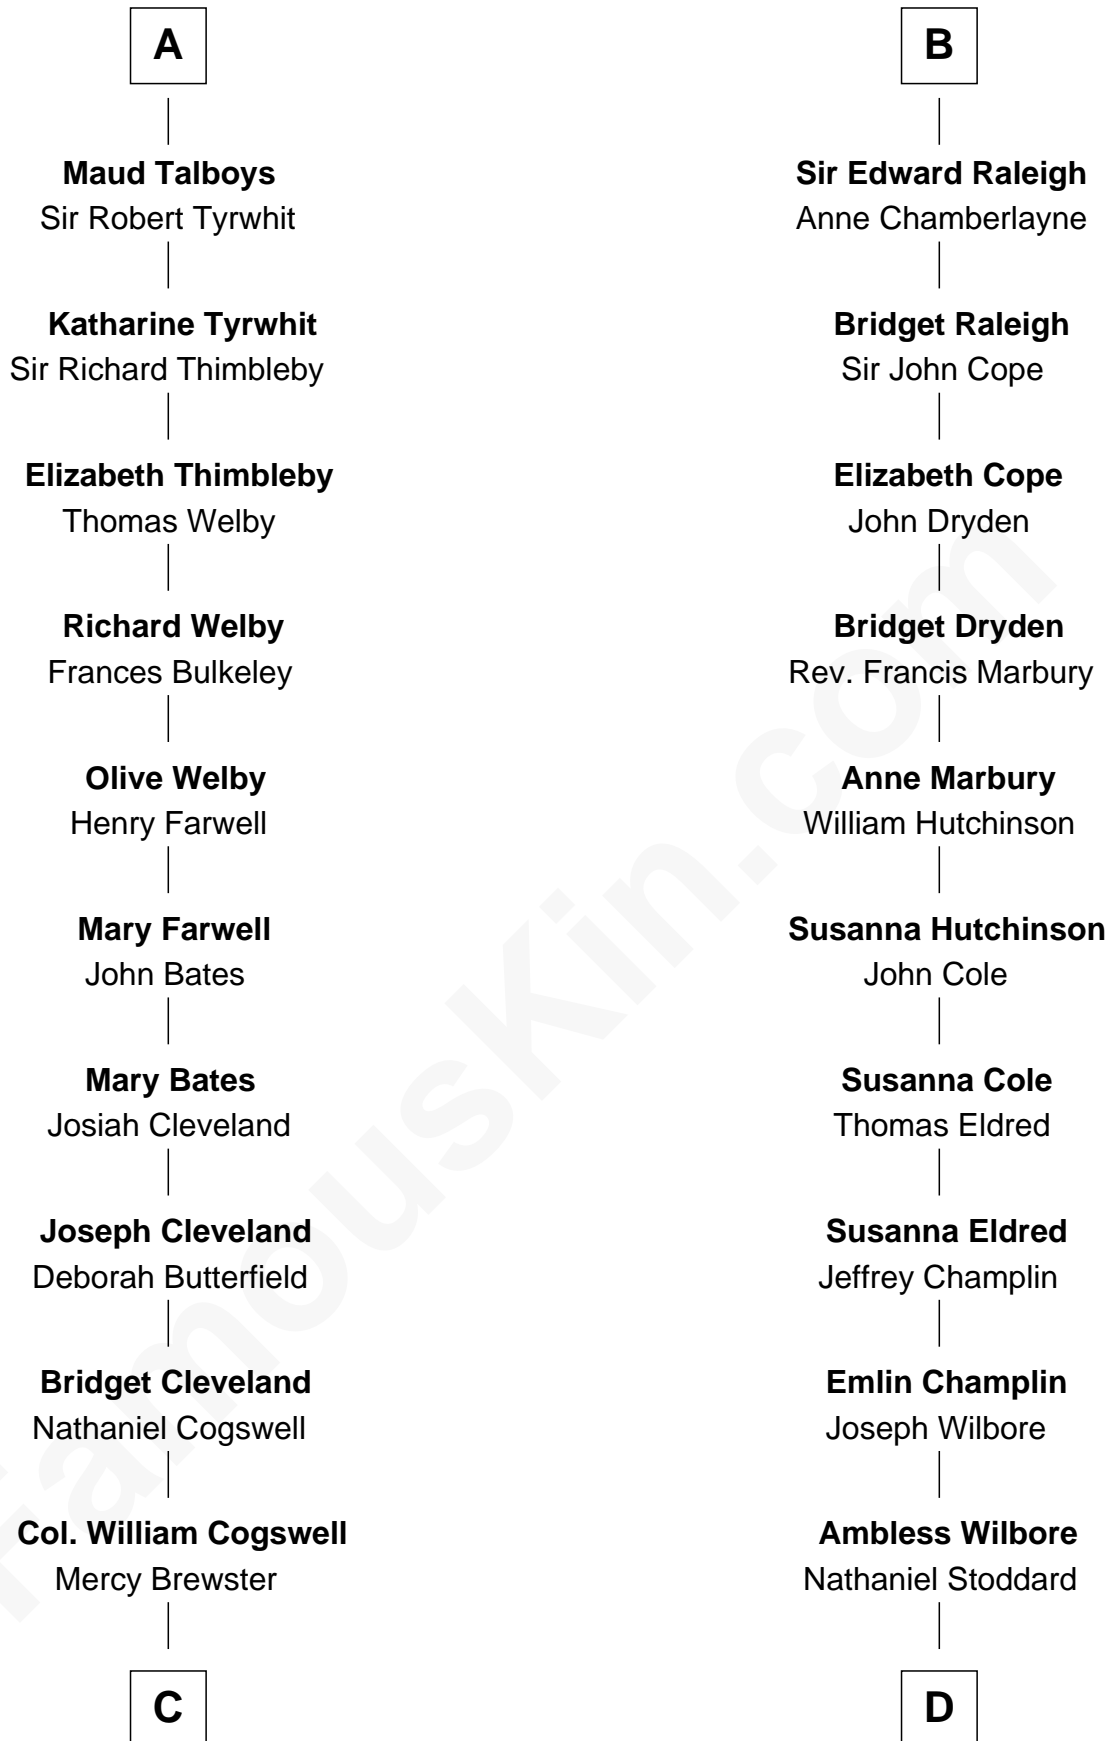 A
Maud Talboys
Sir Robert Tyrwhit
Katharine Tyrwhit
Sir Richard Thimbleby
Elizabeth Thimbleby
Thomas Welby
Richard Welby
Frances Bulkeley
Olive Welby
Henry Farwell
Mary Farwell
John Bates
Mary Bates
Josiah Cleveland
Joseph Cleveland
Deborah Butterfield
Bridget Cleveland
Nathaniel Cogswell
Col. William Cogswell
Mercy Brewster
C
B
Sir Edward Raleigh
Anne Chamberlayne
Bridget Raleigh
Sir John Cope
Elizabeth Cope
John Dryden
Bridget Dryden
Rev. Francis Marbury
Anne Marbury
William Hutchinson
Susanna Hutchinson
John Cole
Susanna Cole
Thomas Eldred
Susanna Eldred
Jeffrey Champlin
Emlin Champlin
Joseph Wilbore
Ambless Wilbore
Nathaniel Stoddard
D
FamousKin.com